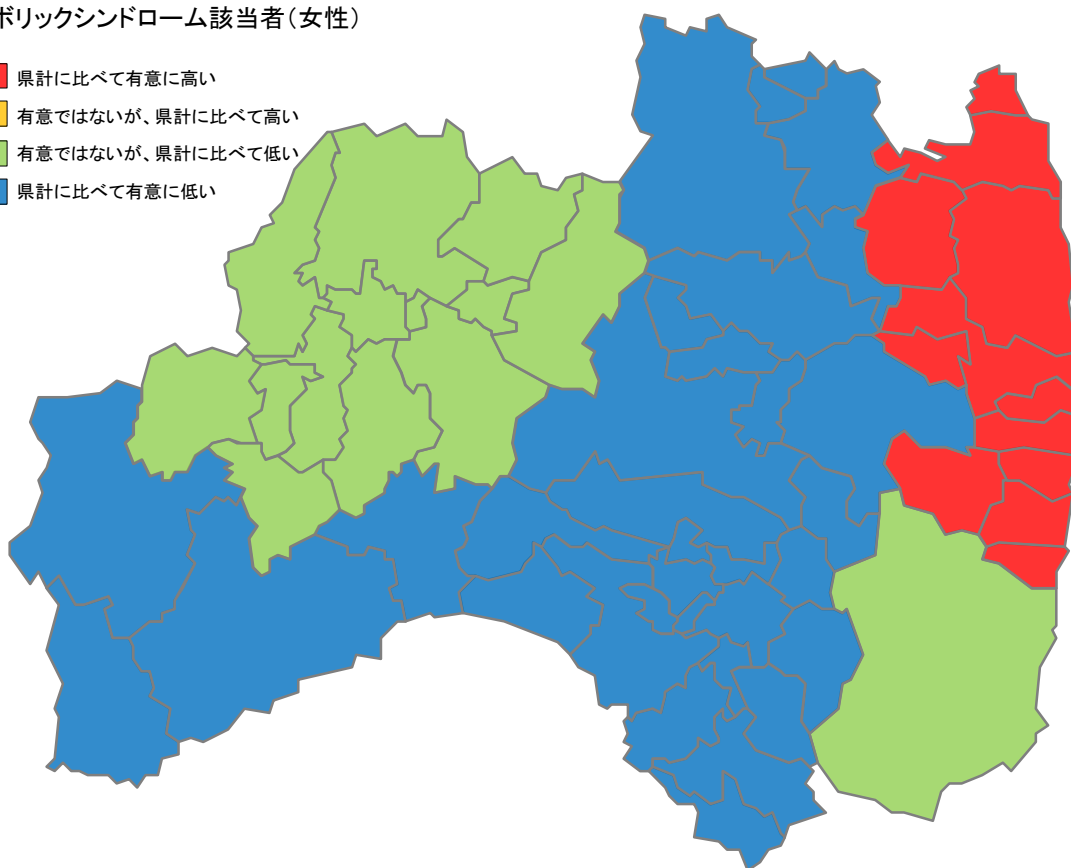 ボリックシンドローム該当者（女性）
県計に比べて有意に高い
有意ではないが、県計に比べて高い
有意ではないが、県計に比べて低い
県計に比べて有意に低い